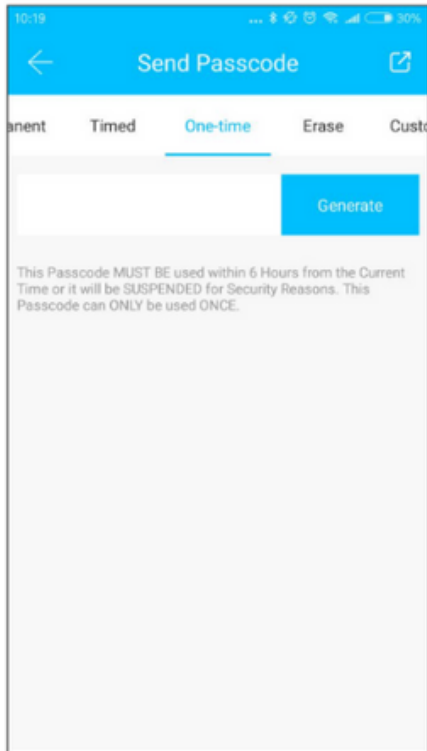 10:19 ... 30%
Send Passcode
anent Timed One-time Erase Custo
Generate
This Passcode MUST BE used within 6 Hours from the Current
Time or it will be SUSPENDED for Security Reasons. This
Passcode can ONLY be used ONCE.